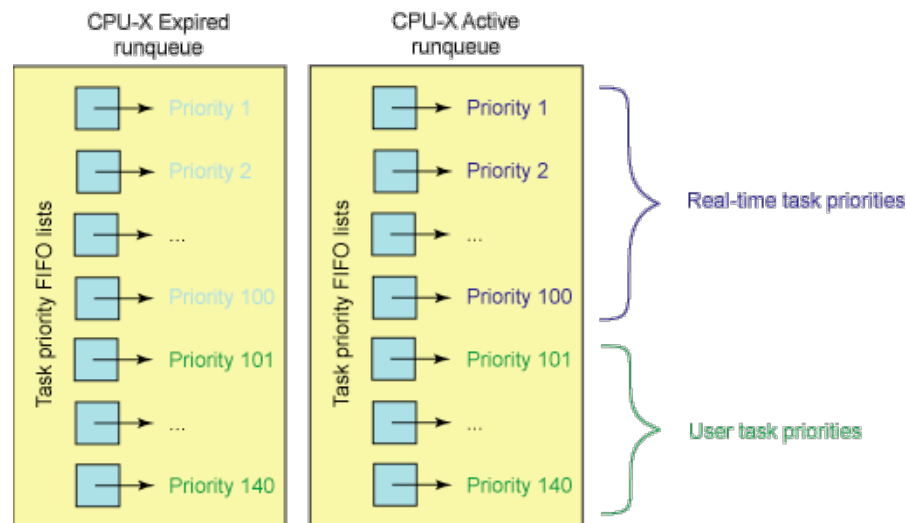 CPU-X Expired
runqueue
Task priority FIFO lists
Priority 1
Priority 2
...
Priority 100
Priority 101
...
Priority 140
CPU-X Active
runqueue
Task priority FIFO lists
Priority 1
Priority 2
...
Priority 100
Priority 101
...
Priority 140
Real-time task priorities
User task priorities